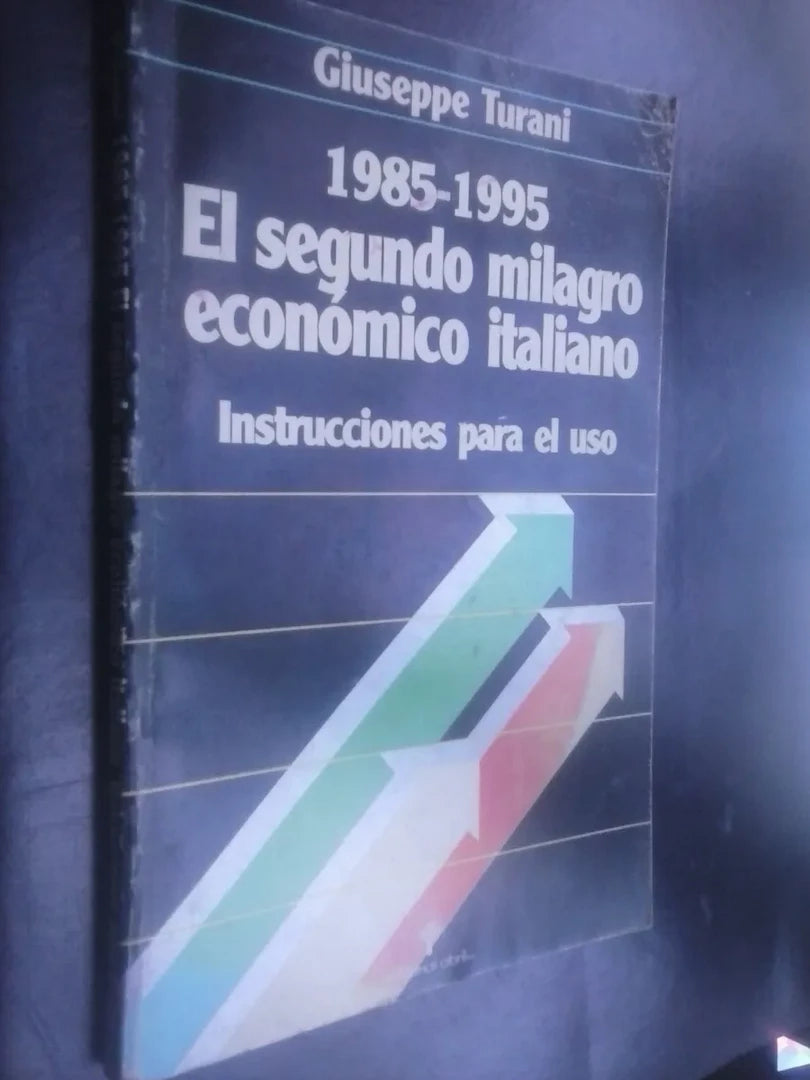 Giuseppe Turani
1985-1995
El segundo milagro
económico italiano
Instrucciones para el uso